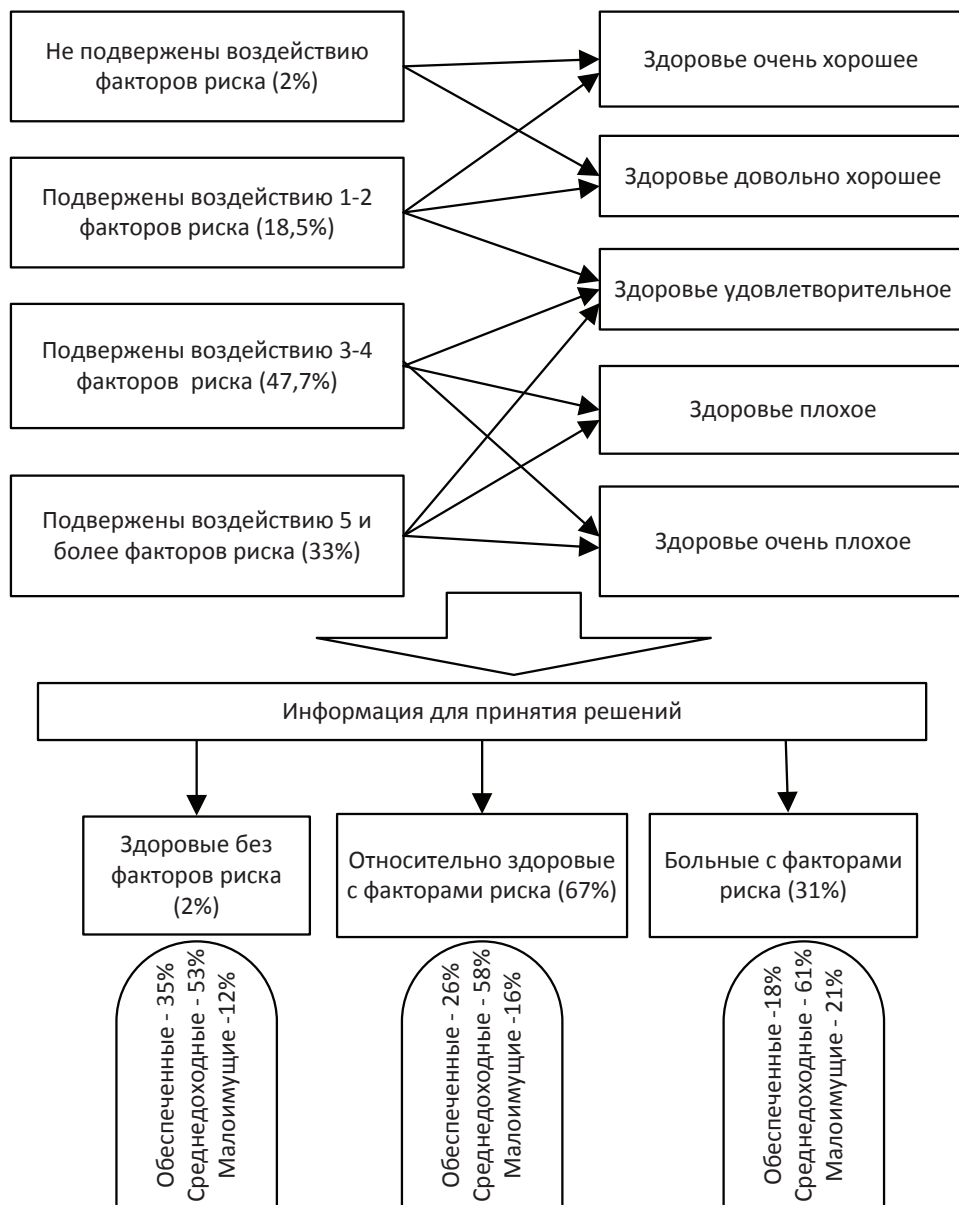 Не подвержены воздействию
факторов риска (2%)
Подвержены воздействию 1-2
факторов риска (18,5%)
Подвержены воздействию 3-4
факторов риска (47,7%)
Подвержены воздействию 5 и
более факторов риска (33%)
Здоровье очень хорошее
Здоровье довольно хорошее
Здоровье удовлетворительное
Здоровье плохое
Здоровье очень плохое
Информация для принятия решений
Здоровые без
факторов риска
(2%)
Относительно здоровые
с факторами риска (67%)
Больные с факторами
риска (31%)
Обеспеченные - 35%
Среднедоходные - 53%
Малоимущие -12%
Обеспеченные - 26%
Среднедоходные - 58%
Малоимущие -16%
Обеспеченные -18%
Среднедоходные - 61%
Малоимущие - 21%